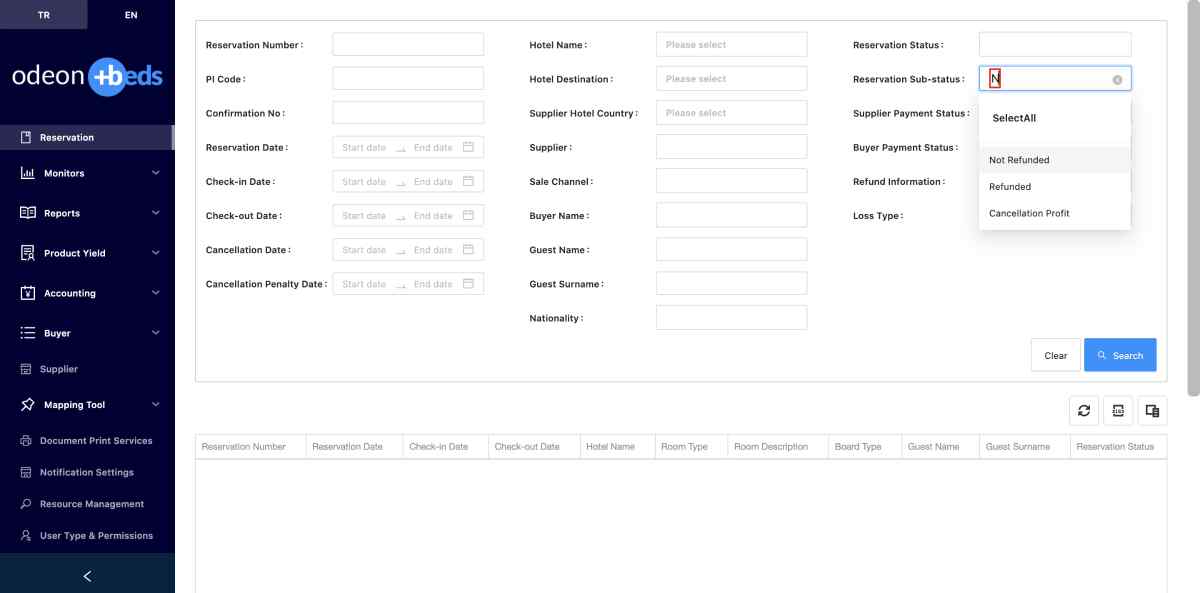 TR
EN
odeon +beds
Reservation
Monitors
Reports
Product Yield
Accounting
Buyer
Supplier
Mapping Tool
Document Print Services
Notification Settings
Resource Management
User Type & Permissions
Reservation Number :
PI Code :
Confirmation No :
Reservation Date :
Start date
End date
Check-in Date :
Start date
End date
Check-out Date :
Start date
End date
Cancellation Date :
Start date
End date
Cancellation Penalty Date :
Start date
End date
Hotel Name :
Please select
Hotel Destination :
Please select
Supplier Hotel Country :
Please select
Supplier :
Sale Channel :
Buyer Name :
Guest Name :
Guest Surname :
Nationality :
Reservation Status :
Reservation Sub-status :
N
Supplier Payment Status :
Buyer Payment Status :
Refund Information :
Loss Type :
SelectAll
Not Refunded
Refunded
Cancellation Profit
Clear
Search
Reservation Number
Reservation Date
Check-in Date
Check-out Date
Hotel Name
Room Type
Room Description
Board Type
Guest Name
Guest Surname
Reservation Status